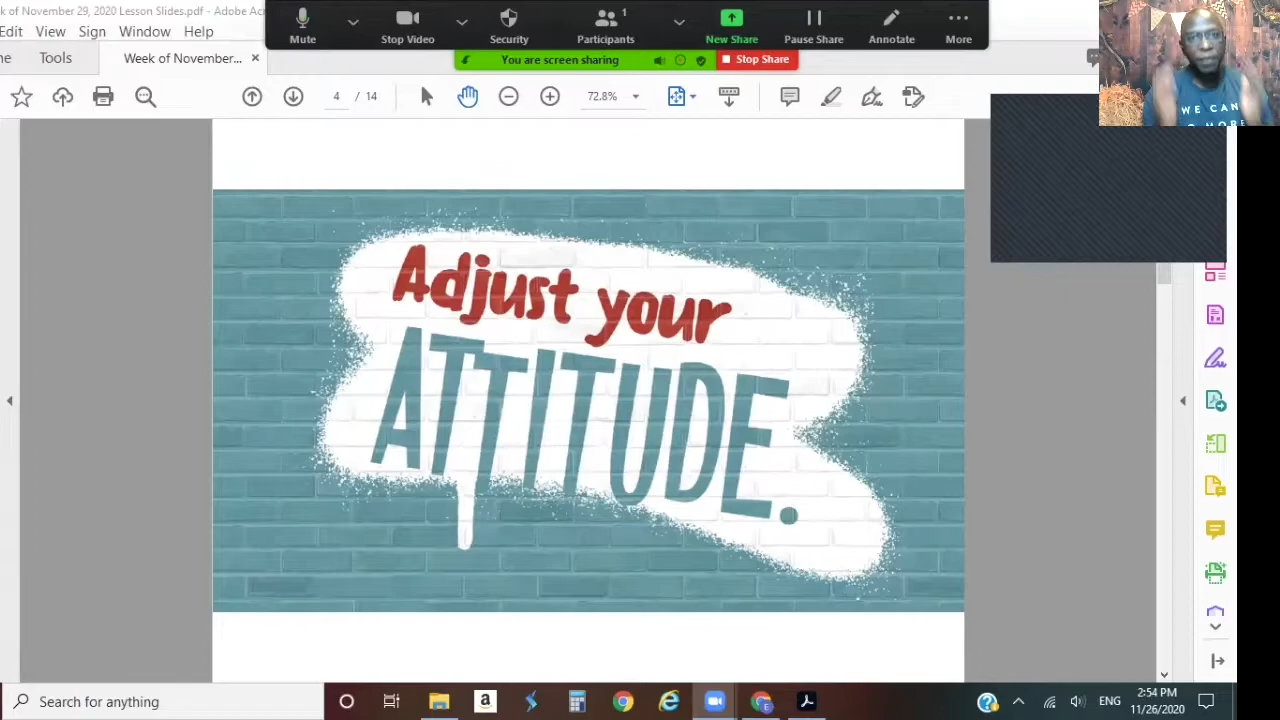 k of November 29, 2020 Lesson Slides.pdf - Adobe Ac
Edit View Sign Window Help
Tools
Week of November...
4 / 14
72.8%
Mute
Stop Video
Security
Participants 1
New Share
Pause Share
Annotate
More
You are screen sharing
Stop Share
WE CAN
MORE
Adjust your
ATTITUDE.
Search for anything
a
ENG
2:54 PM
11/26/2020